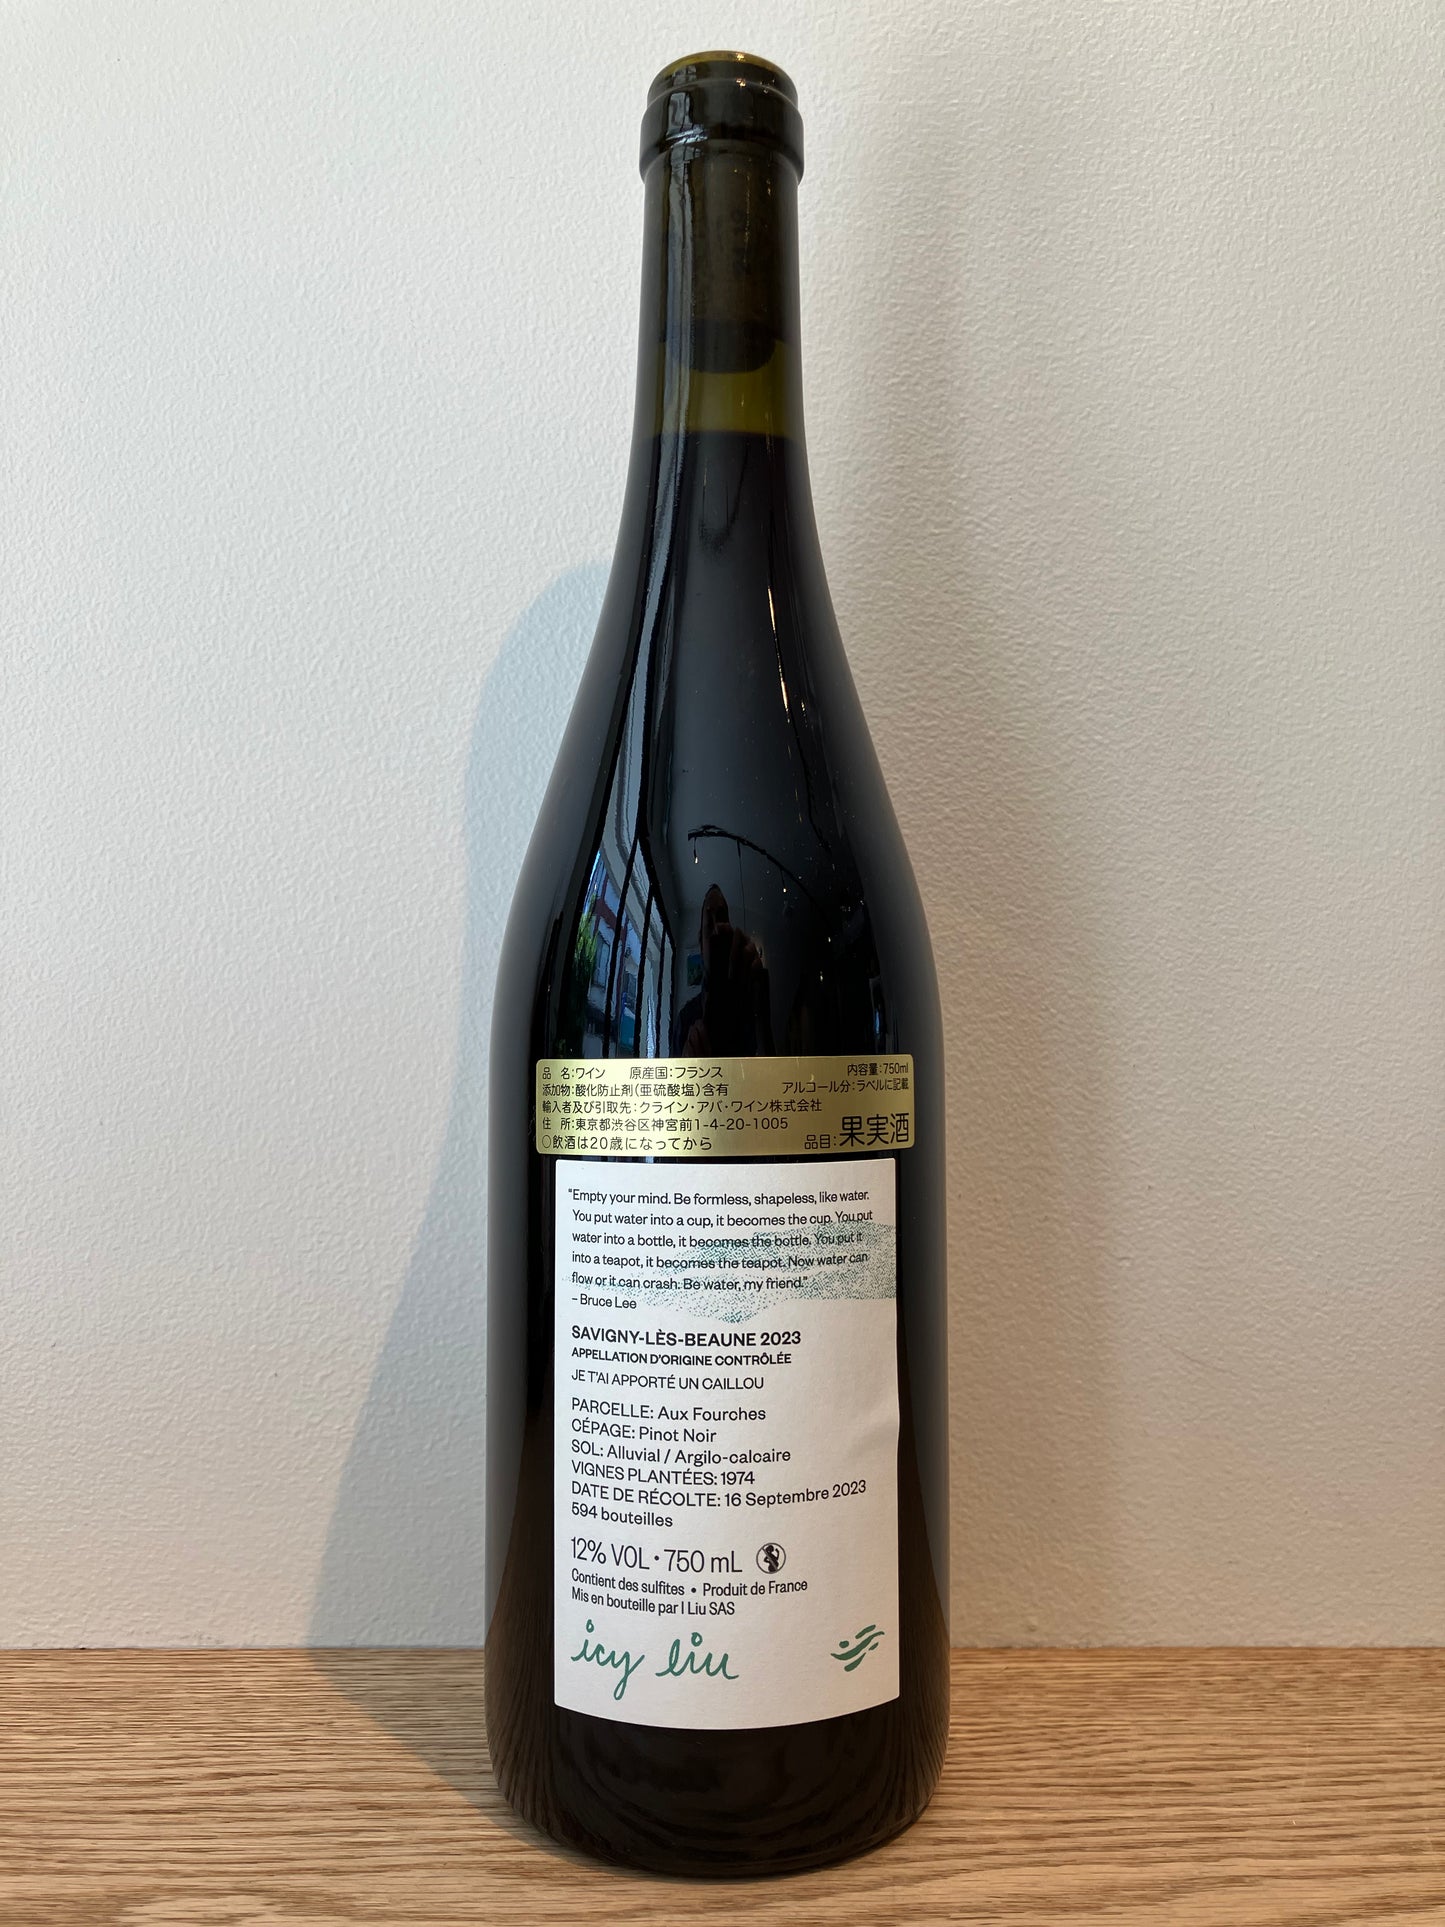 品 名:ワイン 原産国:フランス 内容量:750ml
添加物:酸化防止剤(亜硫酸塩)含有 アルコール分:ラベルに記載
輸入者及び引取先:クライン・アバ・ワイン株式会社
住 所:東京都渋谷区神宮前1-4-20-1005
○飲酒は20歳になってから 品目:果実酒
"Empty your mind. Be formless, shapeless, like water.
You put water into a cup, it becomes the cup. You put
water into a bottle, it becomes the bottle. You put it
into a teapot, it becomes the teapot. Now water can
flow or it can crash. Be water, my friend."
– Bruce Lee
SAVIGNY-LÈS-BEAUNE 2023
APPELLATION D'ORIGINE CONTRÔLÉE
JE T'AI APPORTÉ UN CAILLOU
PARCELLE: Aux Fourches
CÉPAGE: Pinot Noir
SOL: Alluvial / Argilo-calcaire
VIGNES PLANTÉES: 1974
DATE DE RÉCOLTE: 16 Septembre 2023
594 bouteilles
12% VOL • 750 mL
Contient des sulfites • Produit de France
Mis en bouteille par I Liu SAS
icy liu